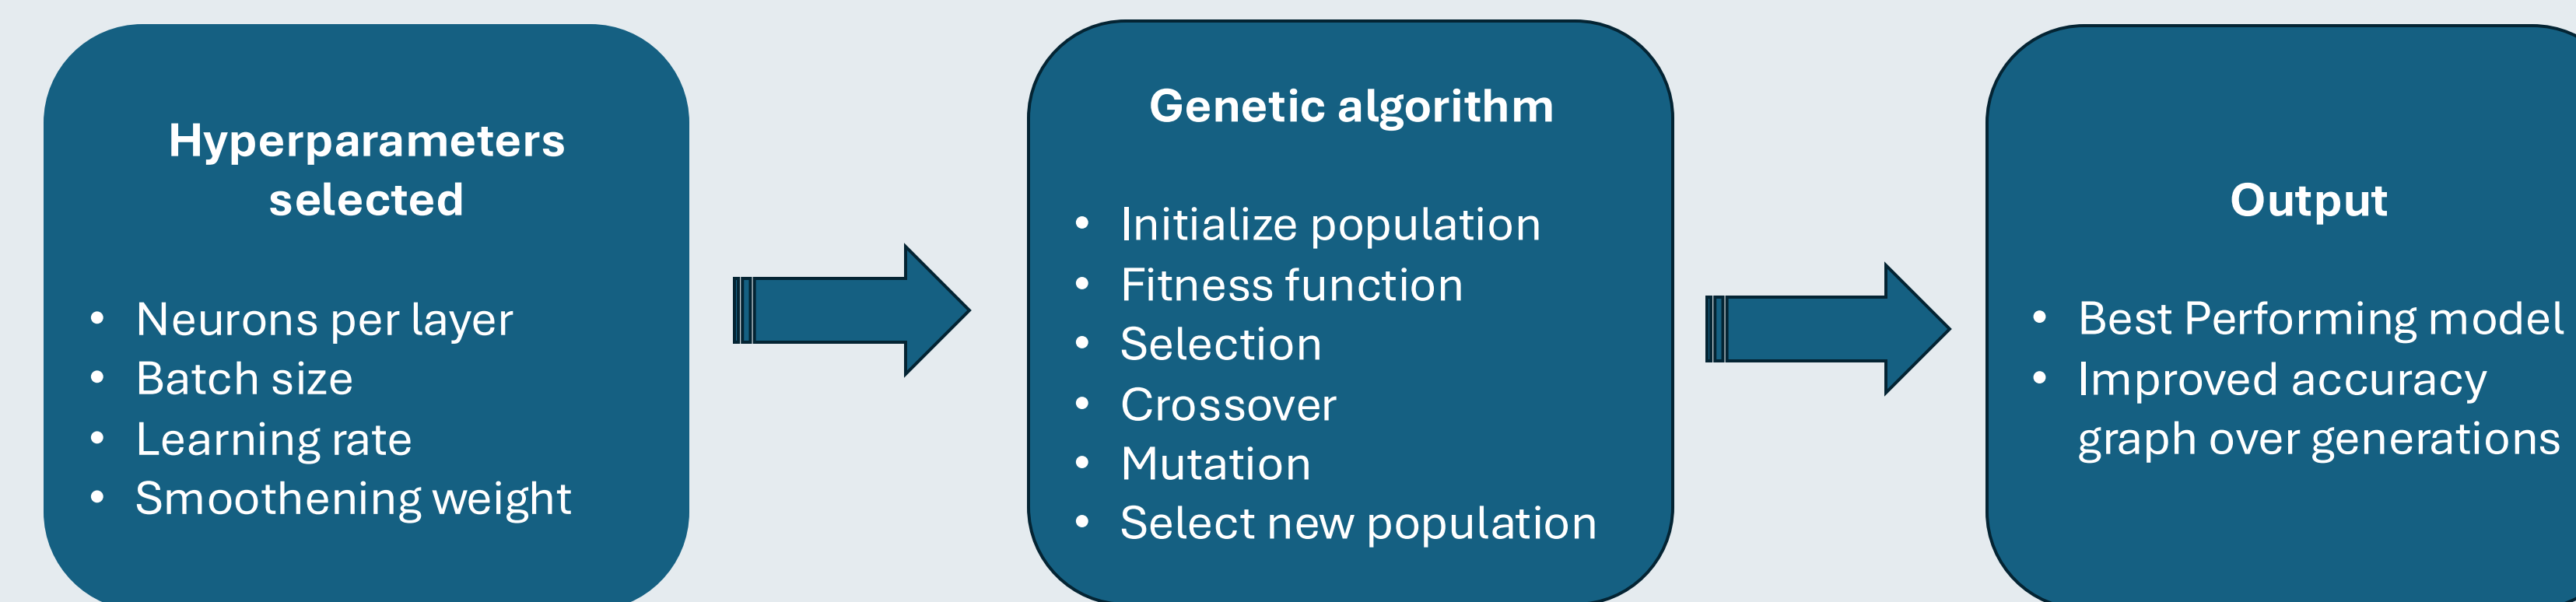 Hyperparameters
selected
• Neurons per layer
• Batch size
• Learning rate
• Smoothening weight
Genetic algorithm
• Initialize population
• Fitness function
• Selection
• Crossover
• Mutation
• Select new population
Output
• Best Performing model
• Improved accuracy
graph over generations